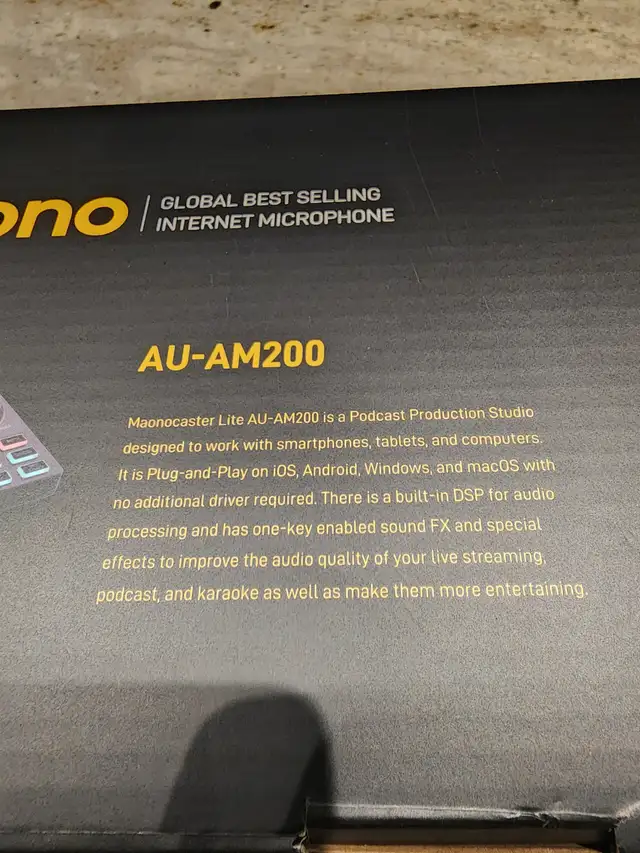 ono
GLOBAL BEST SELLING
INTERNET MICROPHONE
AU-AM200
Maonocaster Lite AU-AM200 is a Podcast Production Studio
designed to work with smartphones, tablets, and computers.
It is Plug-and-Play on iOS, Android, Windows, and macOS with
no additional driver required. There is a built-in DSP for audio
processing and has one-key enabled sound FX and special
effects to improve the audio quality of your live streaming,
podcast, and karaoke as well as make them more entertaining.